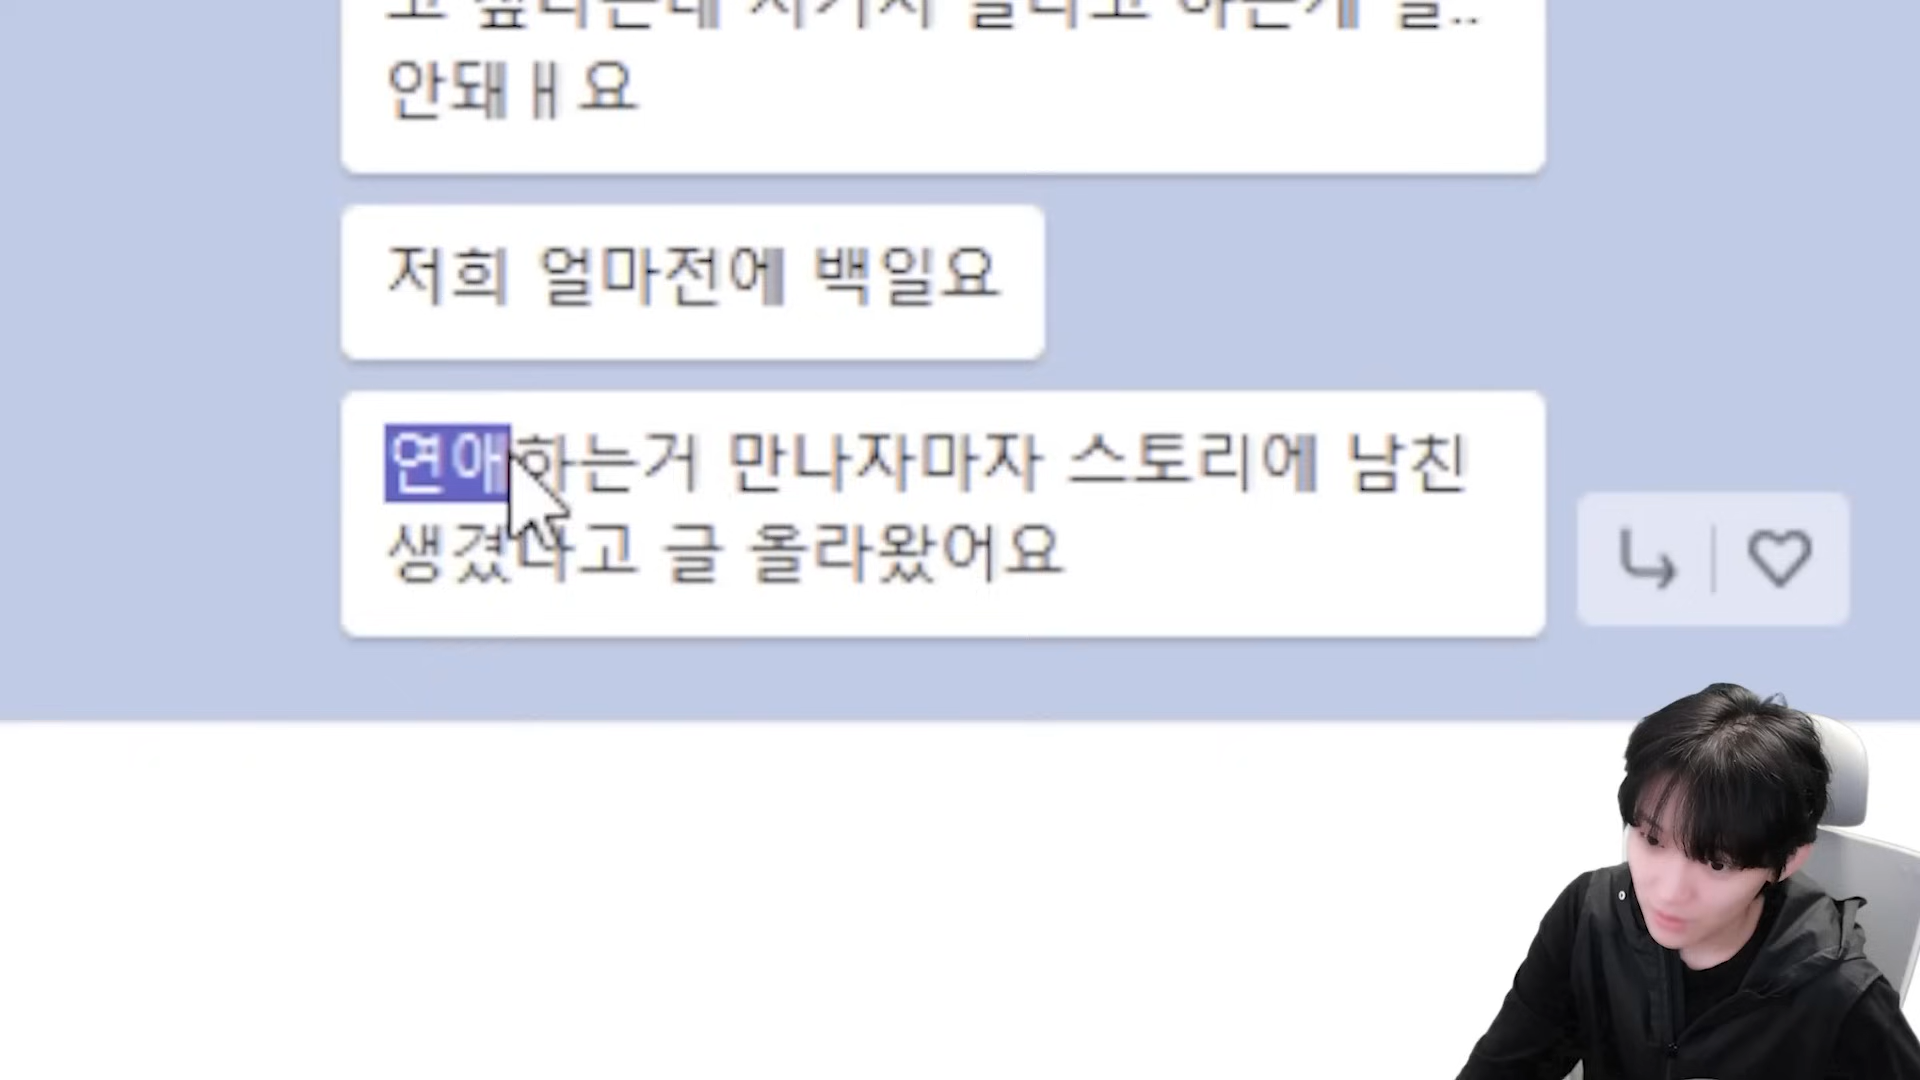 안돼ㅐ요
저희 얼마전에 백일요
연애하는거 만나자마자 스토리에 남친
생겼다고 글 올라왔어요